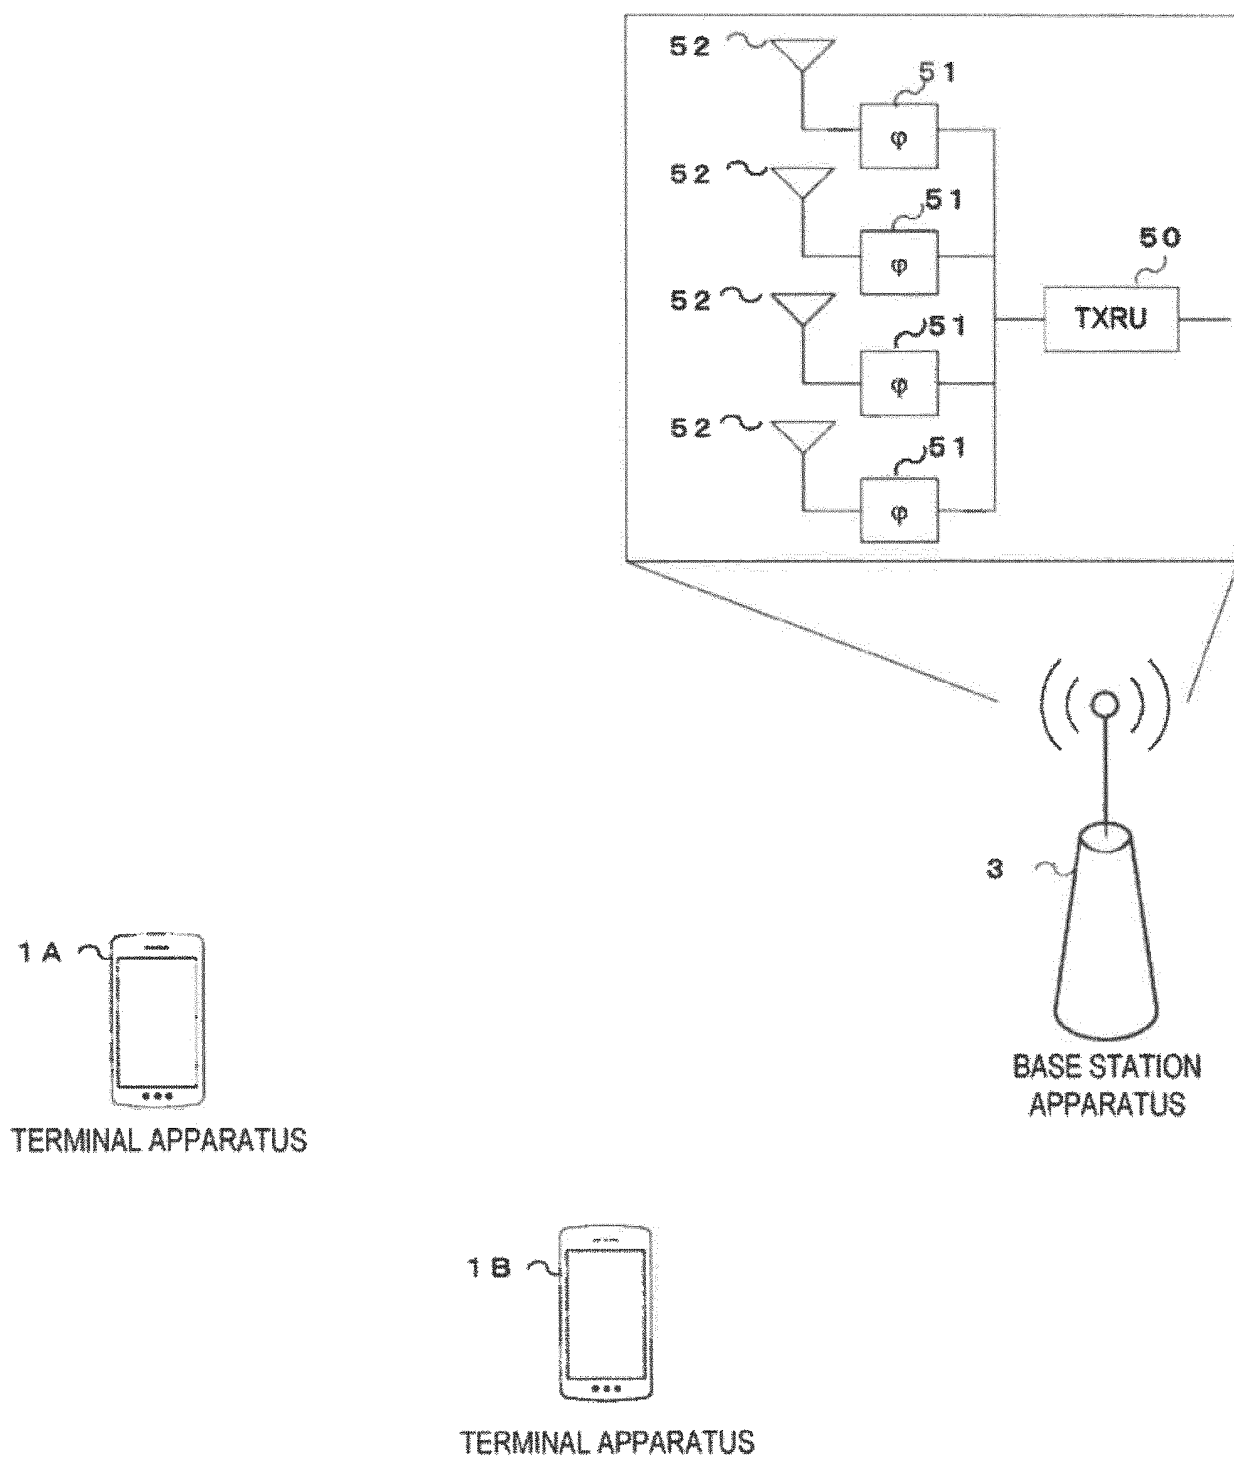 52
51
φ
52
51
φ
50
TXRU
52
51
φ
52
51
φ
3
BASE STATION
APPARATUS
1A
TERMINAL APPARATUS
1B
TERMINAL APPARATUS